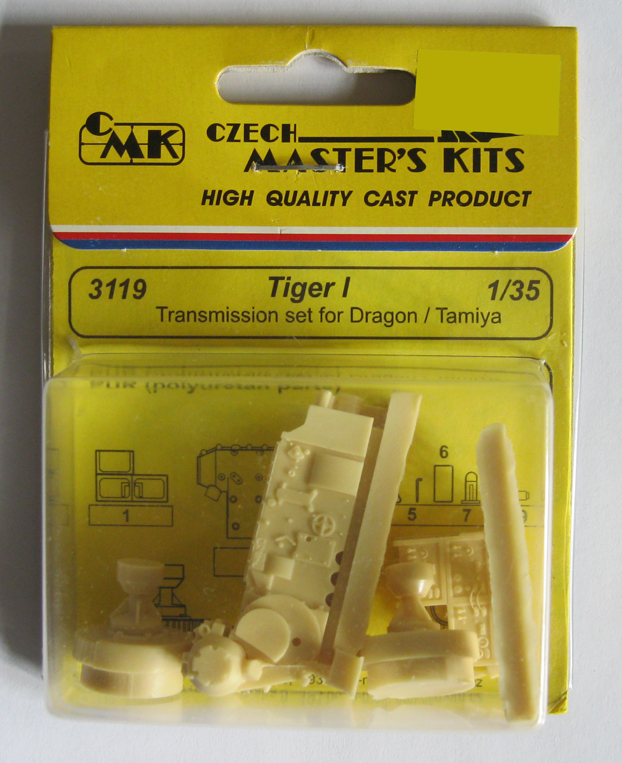 CMK
CZECH
MASTER'S KITS
HIGH QUALITY CAST PRODUCT
3119 Tiger I 1/35
Transmission set for Dragon / Tamiya
PUR (polyuretan parts)
6
1 5 7 9